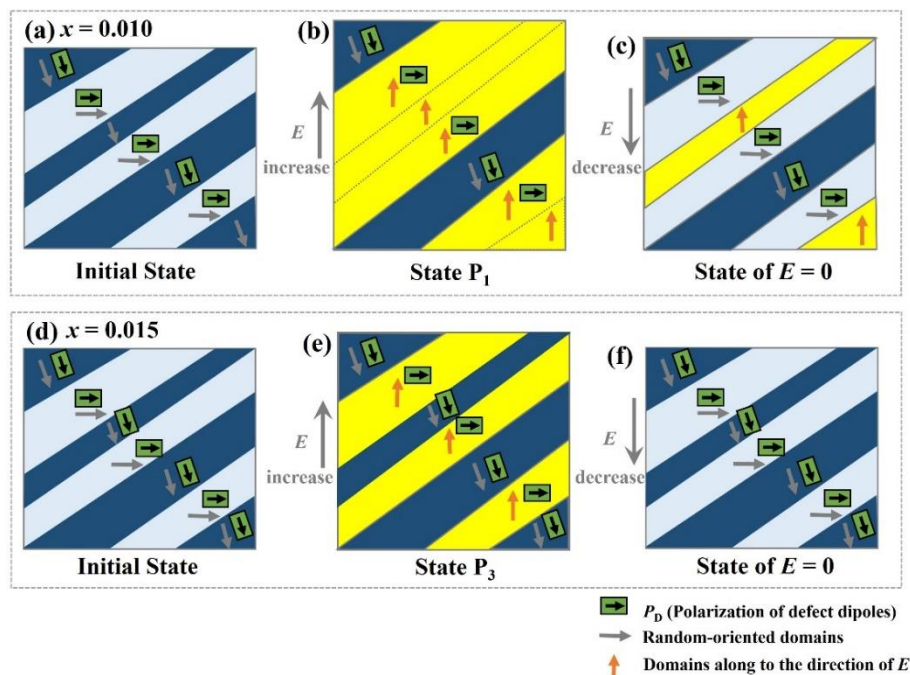 (a) x = 0.010
(b)
(c)
E
increase
E
decrease
Initial State
State P₁
State of E = 0
(d) x = 0.015
(e)
(f)
E
increase
E
decrease
Initial State
State P₃
State of E = 0
P_D (Polarization of defect dipoles)
Random-oriented domains
Domains along to the direction of E